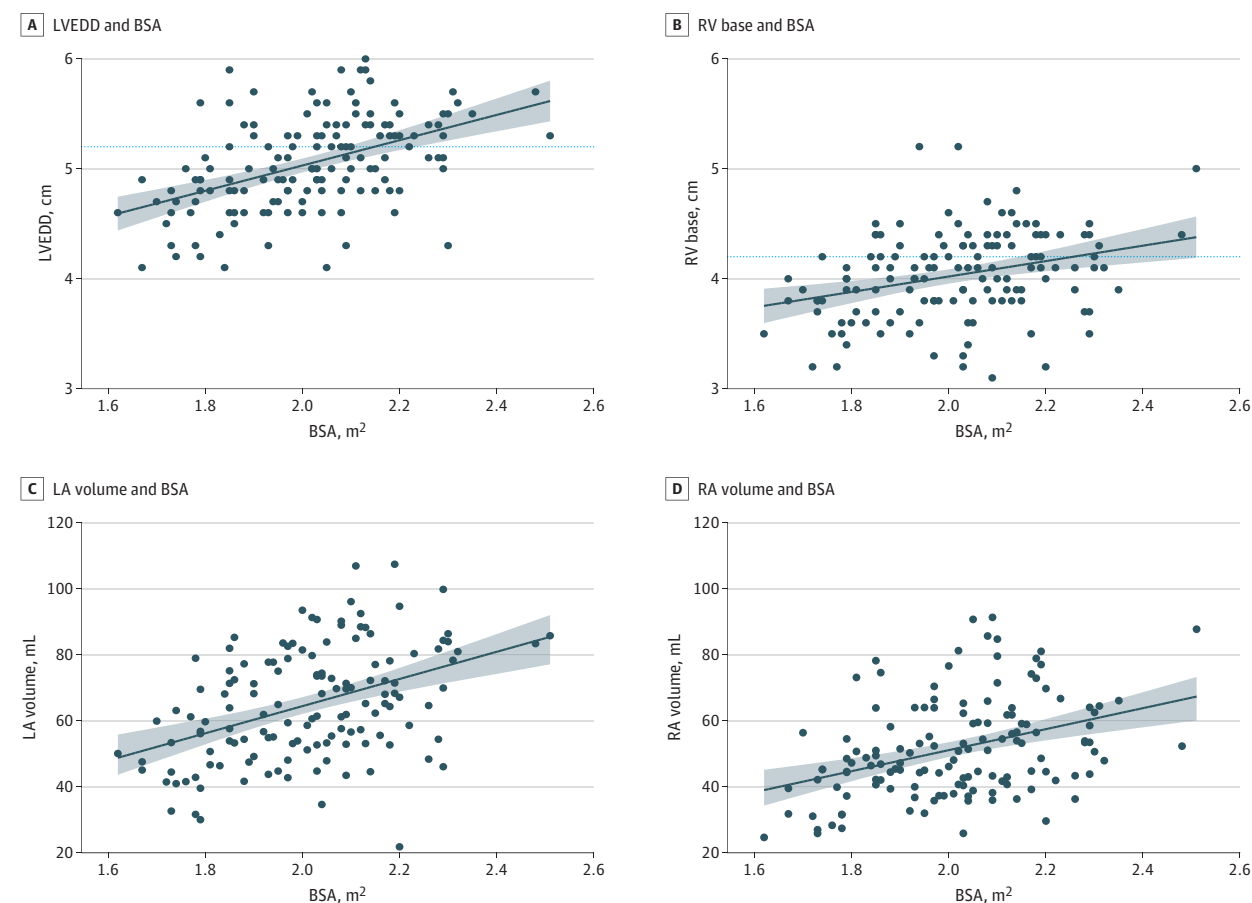 A LVEDD and BSA
6
5
4
3
LVEDD, cm
1.6 1.8 2.0 2.2 2.4 2.6
BSA, m2
B RV base and BSA
6
5
4
3
RV base, cm
1.6 1.8 2.0 2.2 2.4 2.6
BSA, m2
C LA volume and BSA
120
100
80
60
40
20
LA volume, mL
1.6 1.8 2.0 2.2 2.4 2.6
BSA, m2
D RA volume and BSA
120
100
80
60
40
20
RA volume, mL
1.6 1.8 2.0 2.2 2.4 2.6
BSA, m2